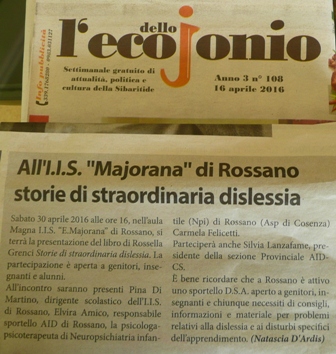 dello
l'ecojonio
Info pubblicità
Settimanale gratuito di
attualità, politica e
cultura della Sibaritide
Anno 3 n° 108
16 aprile 2016
All'I.I.S. "Majorana" di Rossano
storie di straordinaria dislessia
Sabato 30 aprile 2016 alle ore 16, nell'aula
Magna I.I.S. "E.Majorana" di Rossano, si
terrà la presentazione del libro di Rossella
Grenci Storie di straordinaria dislessia. La
partecipazione è aperta a genitori, inse-
gnanti e alunni.
All'incontro saranno presenti Pina Di
Martino, dirigente scolastico dell'I.I.S.
di Rossano, Elvira Amico, responsabile
sportello AID di Rossano, la psicologa-
psicoterapeuta di Neuropsichiatria infan-
tile (Npi) di Rossano (Asp di Cosenza)
Carmela Felicetti.
Parteciperà anche Silvia Lanzafame, pre-
sidente della sezione Provinciale AID-
CS.
È bene ricordare che a Rossano è attivo
uno sportello D.S.A. aperto a genitori, in-
segnanti e chiunque necessiti di consigli,
informazioni e materiale per problemi
relativi alla dislessia e ai disturbi specifici
dell'apprendimento. (Natascia D'Ardis).